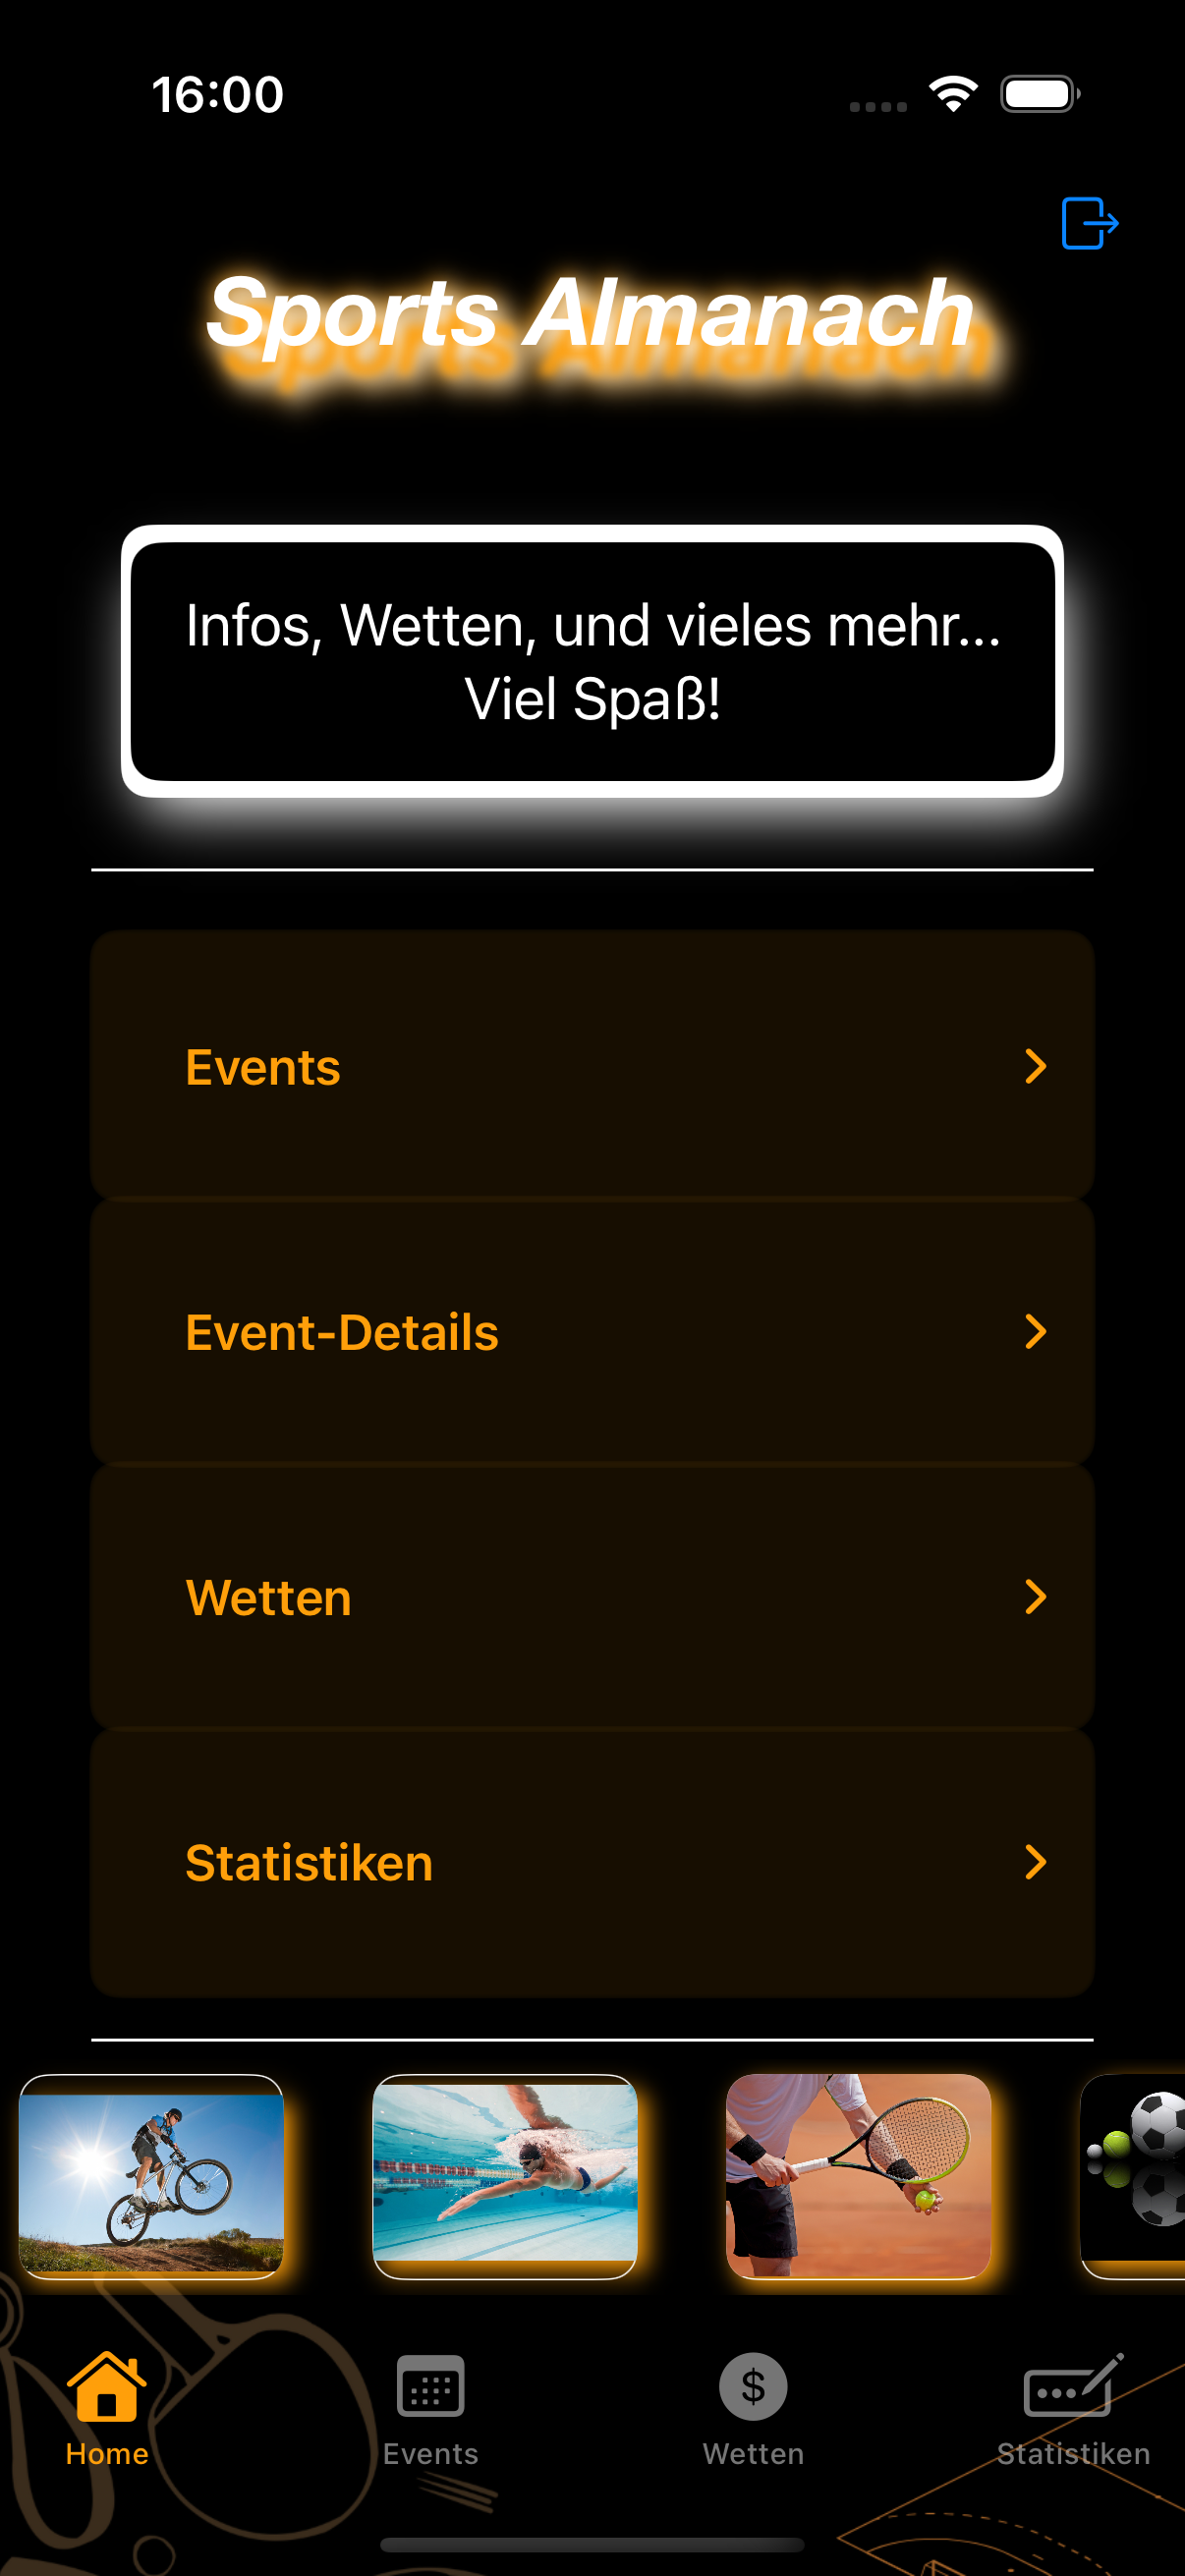 16:00
Sports Almanach
Infos, Wetten, und vieles mehr...
Viel Spaß!
Events
Event-Details
Wetten
Statistiken
Home
Events
Wetten
Statistiken